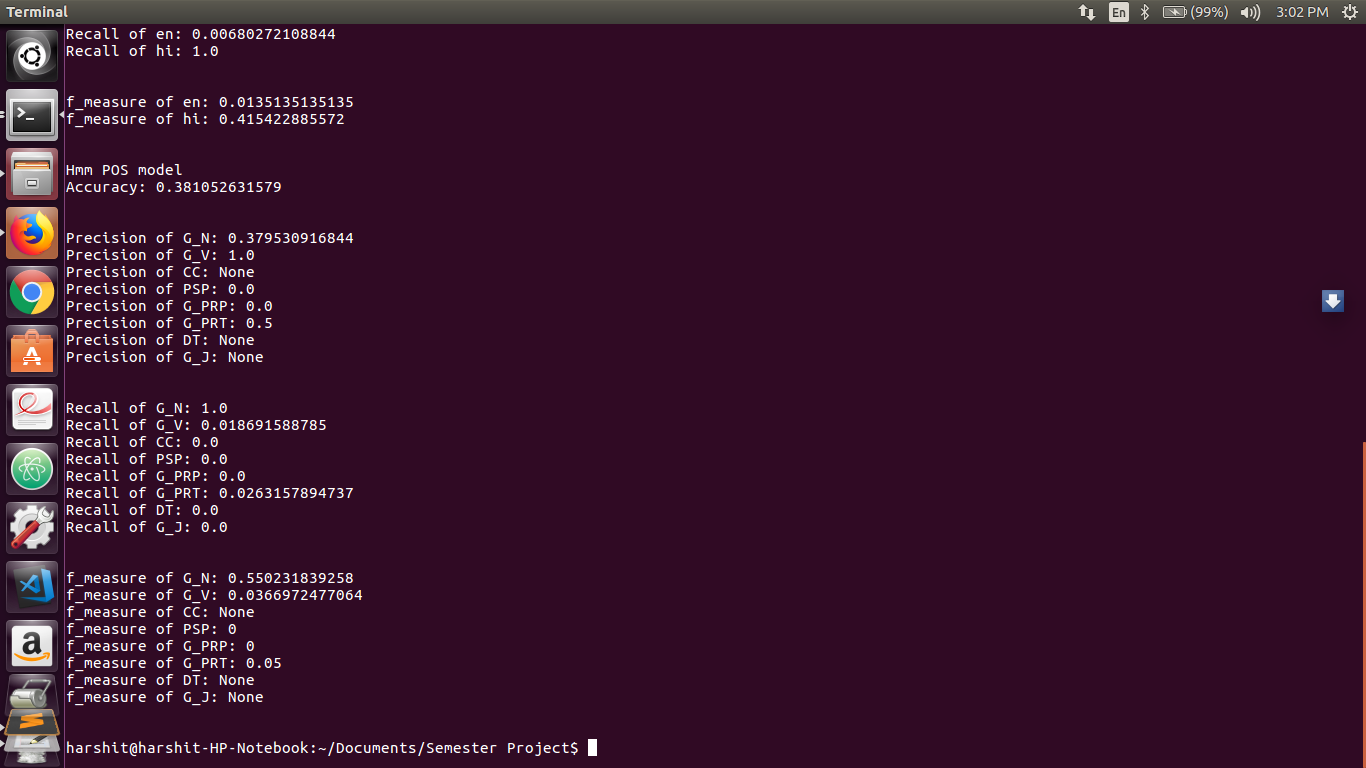 Terminal
En
(99%)
3:02 PM
Recall of en: 0.00680272108844
Recall of hi: 1.0
f_measure of en: 0.0135135135135
f_measure of hi: 0.415422885572
Hmm POS model
Accuracy: 0.381052631579
Precision of G_N: 0.379530916844
Precision of G_V: 1.0
Precision of CC: None
Precision of PSP: 0.0
Precision of G_PRP: 0.0
Precision of G_PRT: 0.5
Precision of DT: None
Precision of G_J: None
Recall of G_N: 1.0
Recall of G_V: 0.018691588785
Recall of CC: 0.0
Recall of PSP: 0.0
Recall of G_PRP: 0.0
Recall of G_PRT: 0.0263157894737
Recall of DT: 0.0
Recall of G_J: 0.0
f_measure of G_N: 0.550231839258
f_measure of G_V: 0.0366972477064
f_measure of CC: None
f_measure of PSP: 0
f_measure of G_PRP: 0
f_measure of G_PRT: 0.05
f_measure of DT: None
f_measure of G_J: None
harshit@harshit-HP-Notebook:~/Documents/Semester Project$